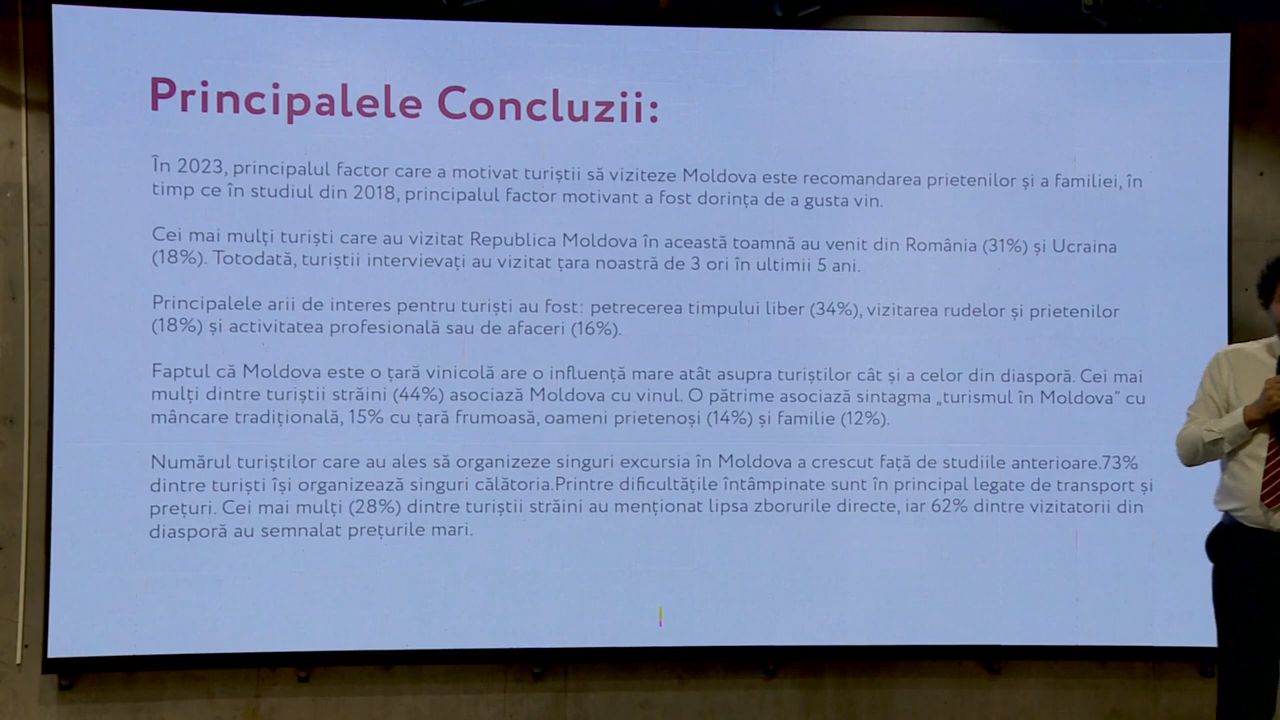 Principalele Concluzii:
În 2023, principalul factor care a motivat turiștii să viziteze Moldova este recomandarea prietenilor și a familiei, în
timp ce în studiul din 2018, principalul factor motivant a fost dorința de a gusta vin.
Cei mai mulți turiști care au vizitat Republica Moldova în această toamnă au venit din România (31%) și Ucraina
(18%). Totodată, turiștii intervievați au vizitat țara noastră de 3 ori în ultimii 5 ani.
Principalele arii de interes pentru turiști au fost: petrecerea timpului liber (34%), vizitarea rudelor și prietenilor
(18%) și activitatea profesională sau de afaceri (16%).
Faptul că Moldova este o țară vinicolă are o influență mare atât asupra turiștilor cât și a celor din diasporă. Cei mai
mulți dintre turiștii străini (44%) asociază Moldova cu vinul. O pătrime asociază sintagma „turismul în Moldova” cu
mâncare tradițională, 15% cu țară frumoasă, oameni prietenoși (14%) și familie (12%).
Numărul turiștilor care au ales să organizeze singuri excursia în Moldova a crescut față de studiile anterioare.73%
dintre turiști își organizează singuri călătoria.Printre dificultățile întâmpinate sunt în principal legate de transport și
prețuri. Cei mai mulți (28%) dintre turiștii străini au menționat lipsa zborurile directe, iar 62% dintre vizitatorii din
diasporă au semnalat prețurile mari.